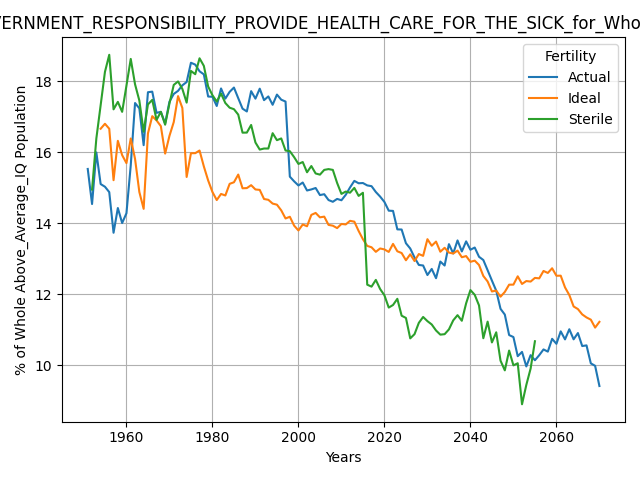 VERNMENT_RESPONSIBILITY_PROVIDE_HEALTH_CARE_FOR_THE_SICK_for_Who
Fertility
Actual
Ideal
Sterile
% of Whole Above_Average_IQ Population
18
16
14
12
10
1960
1980
2000
2020
2040
2060
Years